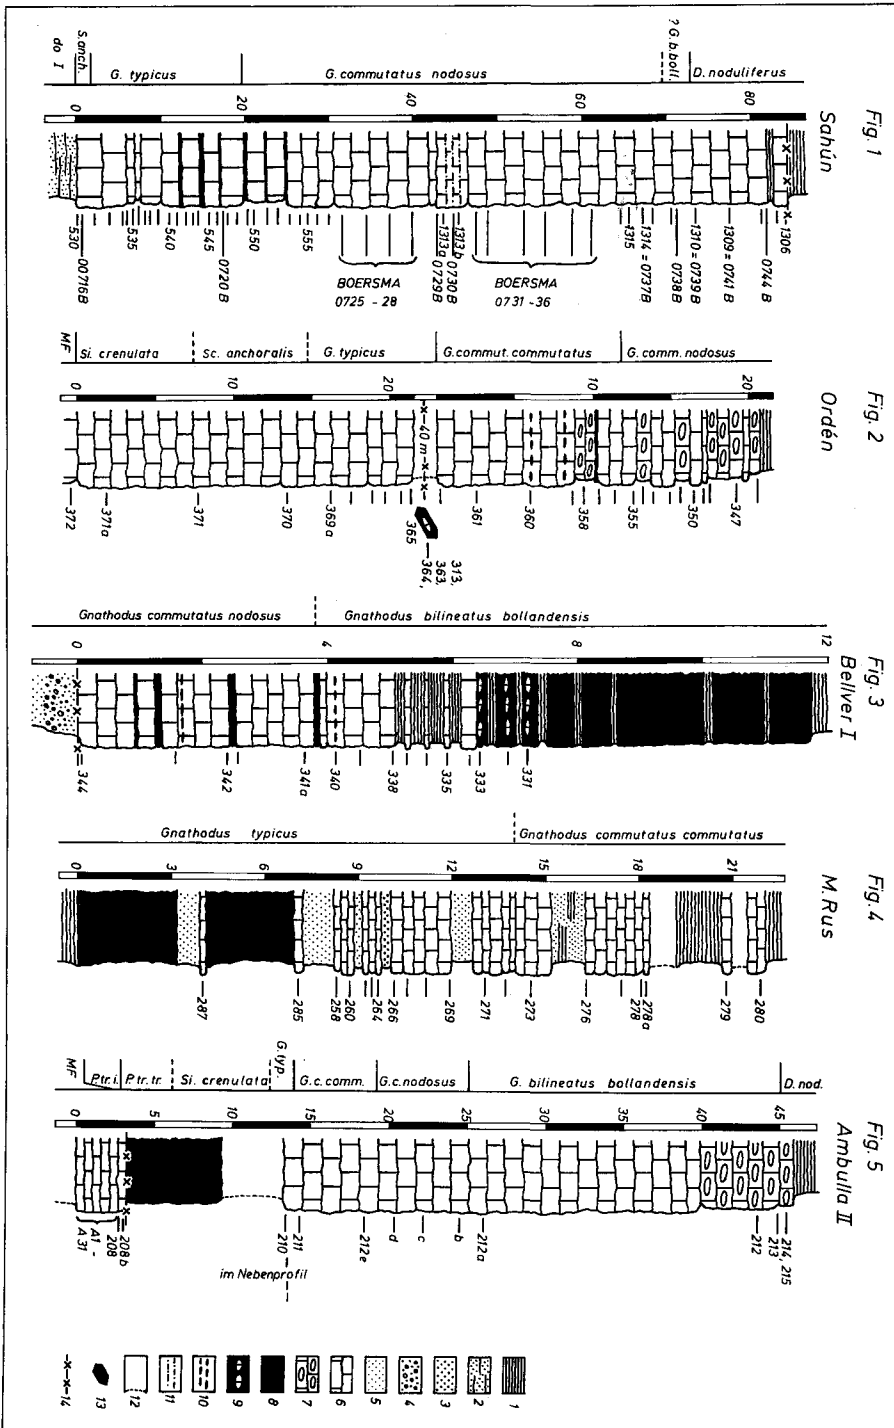 Fig. 1
Sahún
S.anch.
G. typicus
G. commutatus nodosus
? G.b.boll.
D. noduliferus
do I
0
20
40
60
80
530
00716 B
535
540
545
0720 B
550
555
BOERSMA
0725 - 28
1313a
0729 B
0730 B
1313 b
BOERSMA
0731 - 36
1315
1314 = 0737B
0738 B
1310 = 0739 B
1309 = 0741 B
0744 B
1306
Fig. 2
Ordén
MF
Si. crenulata
Sc. anchoralis
G. typicus
G.commut. commutatus
G. comm. nodosus
0
10
20
10
20
40 m
372
371a
371
370
369a
365
364,
363,
313,
361
360
358
355
350
347
Fig. 3
Bellver I
Gnathodus commutatus nodosus
Gnathodus bilineatus bollandensis
0
4
8
12
344
342
341a
340
338
335
333
331
Fig. 4
M. Rus
Gnathodus typicus
Gnathodus commutatus commutatus
0
3
6
9
12
15
18
21
287
285
258
260
264
266
269
271
273
276
278
278a
279
280
Fig. 5
Ambulla II
MF
P.tr.i.
P.tr. tr.
Si. crenulata
G. typ.
G.c.comm.
G.c.nodosus
G. bilineatus bollandensis
D. nod.
0
5
10
15
20
25
30
35
40
45
A 31
A1 -
208
208b
210
211
im Nebenprofil
212e
d
c
b
212a
212
213
214, 215
1
2
3
4
5
6
7
8
9
10
11
12
13
14